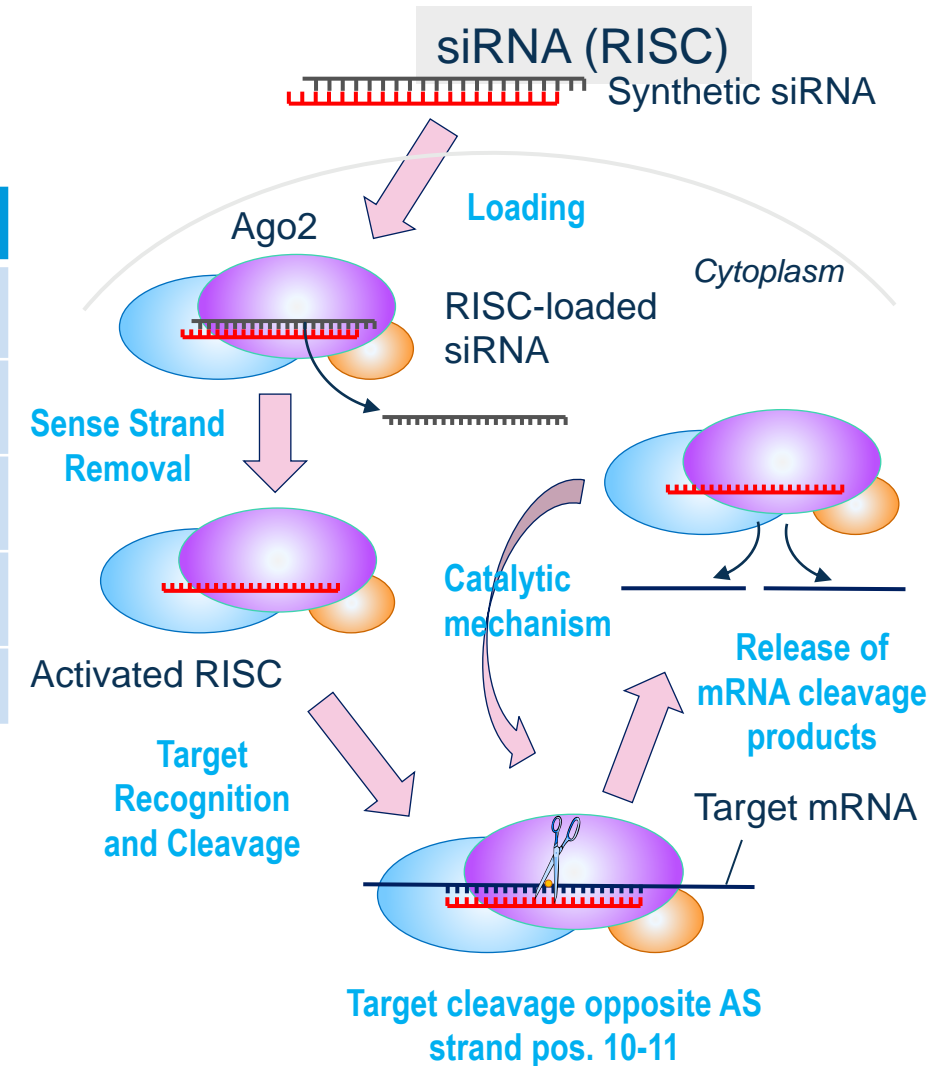 siRNA (RISC)
Synthetic siRNA
Loading
Ago2
Cytoplasm
RISC-loaded
siRNA
Sense Strand
Removal
Catalytic
mechanism
Activated RISC
Release of
mRNA cleavage
products
Target
Recognition
and Cleavage
Target mRNA
Target cleavage opposite AS
strand pos. 10-11